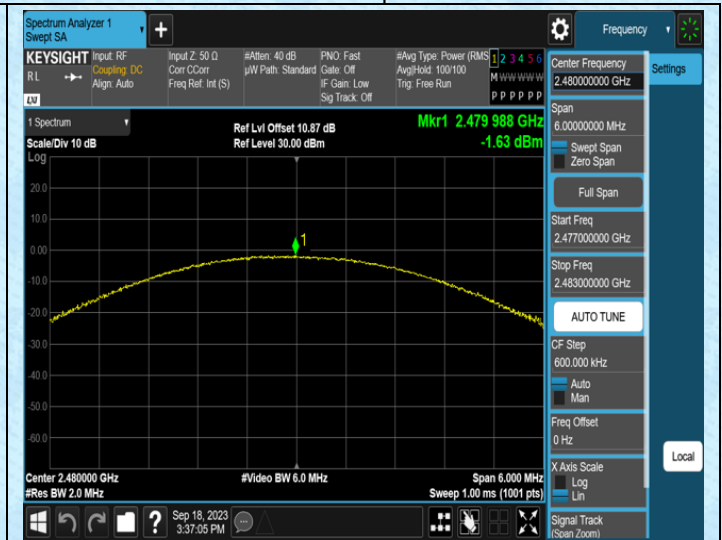 Spectrum Analyzer 1
Swept SA
Frequency
KEYSIGHT
RL
LXI
Input: RF
Coupling: DC
Align: Auto
Input Z: 50 Ω
Corr CCorr
Freq Ref: Int (S)
#Atten: 40 dB
µW Path: Standard
PNO: Fast
Gate: Off
IF Gain: Low
Sig Track: Off
#Avg Type: Power (RMS
Avg|Hold: 100/100
Trig: Free Run
1 2 3 4 5 6
M W W W W W
P P P P P P
1 Spectrum
Scale/Div 10 dB
Log
Ref Lvl Offset 10.87 dB
Ref Level 30.00 dBm
Mkr1 2.479 988 GHz
-1.63 dBm
20.0
10.0
0.00
-10.0
-20.0
-30.0
-40.0
-50.0
-60.0
1
Center 2.480000 GHz
#Res BW 2.0 MHz
#Video BW 6.0 MHz
Span 6.000 MHz
Sweep 1.00 ms (1001 pts)
?
Sep 18, 2023
3:37:05 PM
Center Frequency
2.480000000 GHz
Span
6.00000000 MHz
Swept Span
Zero Span
Full Span
Start Freq
2.477000000 GHz
Stop Freq
2.483000000 GHz
AUTO TUNE
CF Step
600.000 kHz
Auto
Man
Freq Offset
0 Hz
X Axis Scale
Log
Lin
Signal Track
(Span Zoom)
Settings
Local